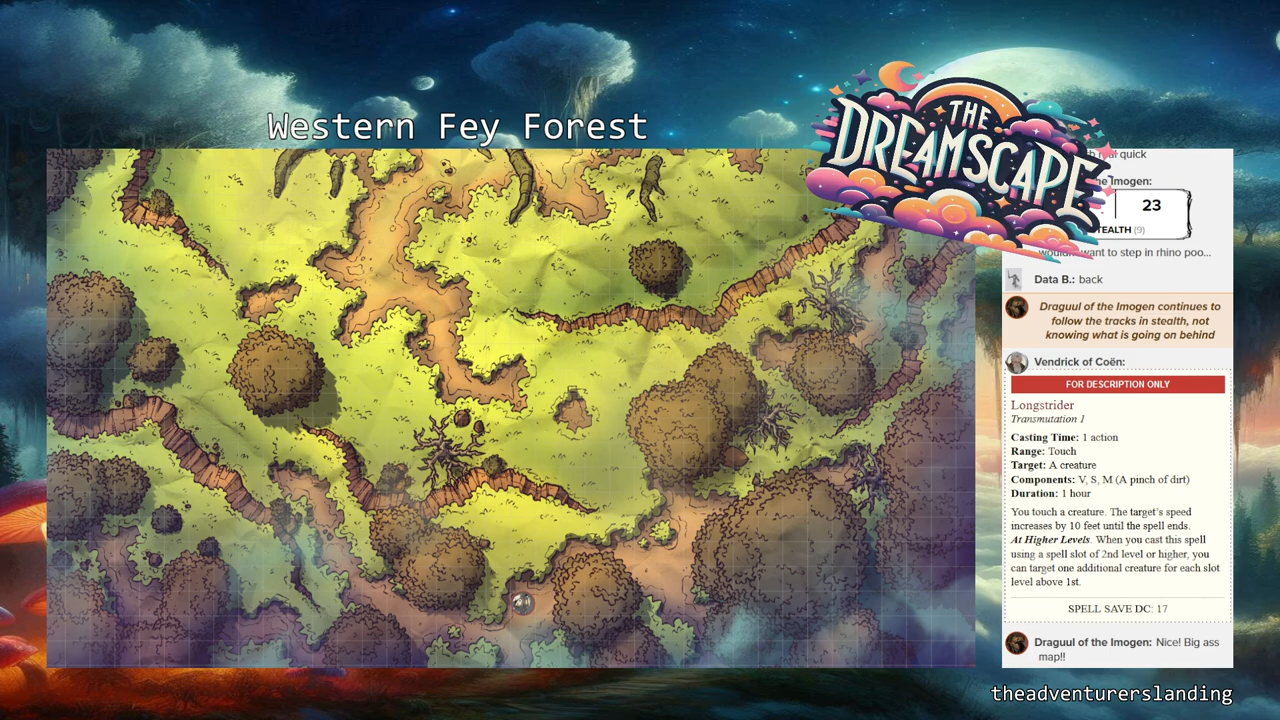 Western Fey Forest
THE
DREAMSCAPE
quick
Imogen:
23
TEALTH (9)
want to step in rhino poo...
Data B.: back
Draguul of the Imogen continues to
follow the tracks in stealth, not
knowing what is going on behind
Vendrick of Coën:
FOR DESCRIPTION ONLY
Longstrider
Transmutation 1
Casting Time: 1 action
Range: Touch
Target: A creature
Components: V, S, M (A pinch of dirt)
Duration: 1 hour
You touch a creature. The target's speed
increases by 10 feet until the spell ends.
At Higher Levels. When you cast this spell
using a spell slot of 2nd level or higher, you
can target one additional creature for each slot
level above 1st.
SPELL SAVE DC: 17
Draguul of the Imogen: Nice! Big ass
map!!
theadventurerslanding